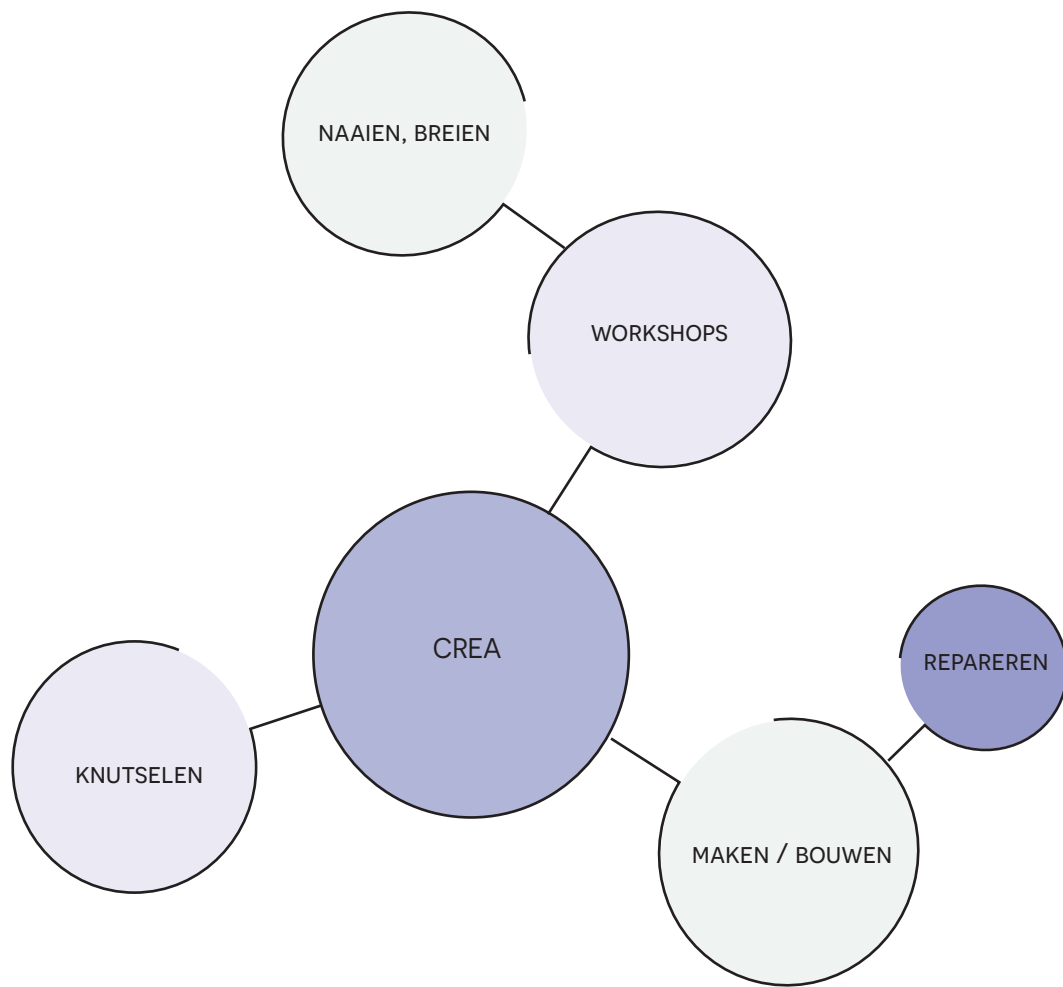 NAAIEN, BREIEN
WORKSHOPS
CREA
REPAREREN
KNUTSELEN
MAKEN / BOUWEN